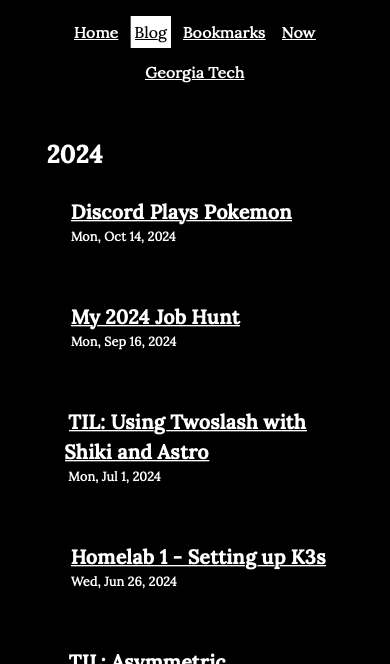 Home Blog Bookmarks Now
Georgia Tech
2024
Discord Plays Pokemon
Mon, Oct 14, 2024
My 2024 Job Hunt
Mon, Sep 16, 2024
TIL: Using Twoslash with
Shiki and Astro
Mon, Jul 1, 2024
Homelab 1 - Setting up K3s
Wed, Jun 26, 2024
TIL: Asymmetric